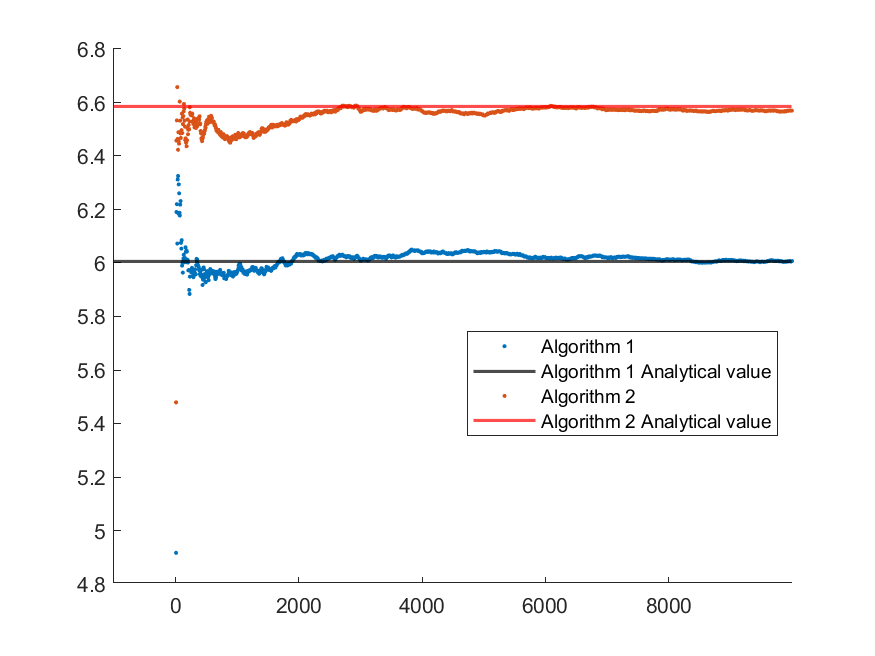 6.8
6.6
6.4
6.2
6
5.8
5.6
5.4
5.2
5
4.8
Algorithm 1
Algorithm 1 Analytical value
Algorithm 2
Algorithm 2 Analytical value
0 2000 4000 6000 8000